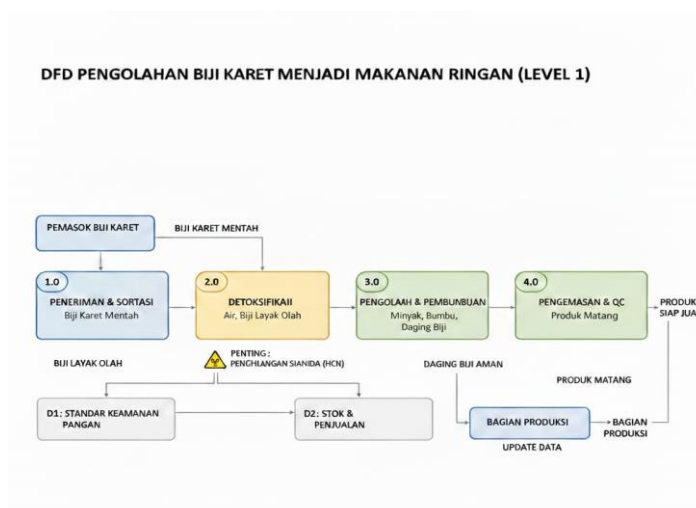 DFD PENGOLAHAN BIJI KARET MENJADI MAKANAN RINGAN (LEVEL 1)
PEMASOK BIJI KARET
BIJI KARET MENTAH
1.0
PENERIMAN & SORTASI
Biji Karet Mentah
2.0
DETOKSIFIKAII
Air, Biji Layak Olah
3.0
PENGOLAAH & PEMBUNBUJAN
Minyak, Bumbu,
Daging Biji
4.0
PENGEMASAN & QC
Produk Matang
PRODUK
SIAP JUA
BIJI LAYAK OLAH
PENTING :
PENGHILANGAN SIANIDA (HCN)
DAGING BIJI AMAN
PRODUK MATANG
D1: STANDAR KEAMANAN
PANGAN
D2: STOK &
PENJUALAN
BAGIAN PRODUKSI
BAGIAN
PRODUKSI
UPDATE DATA